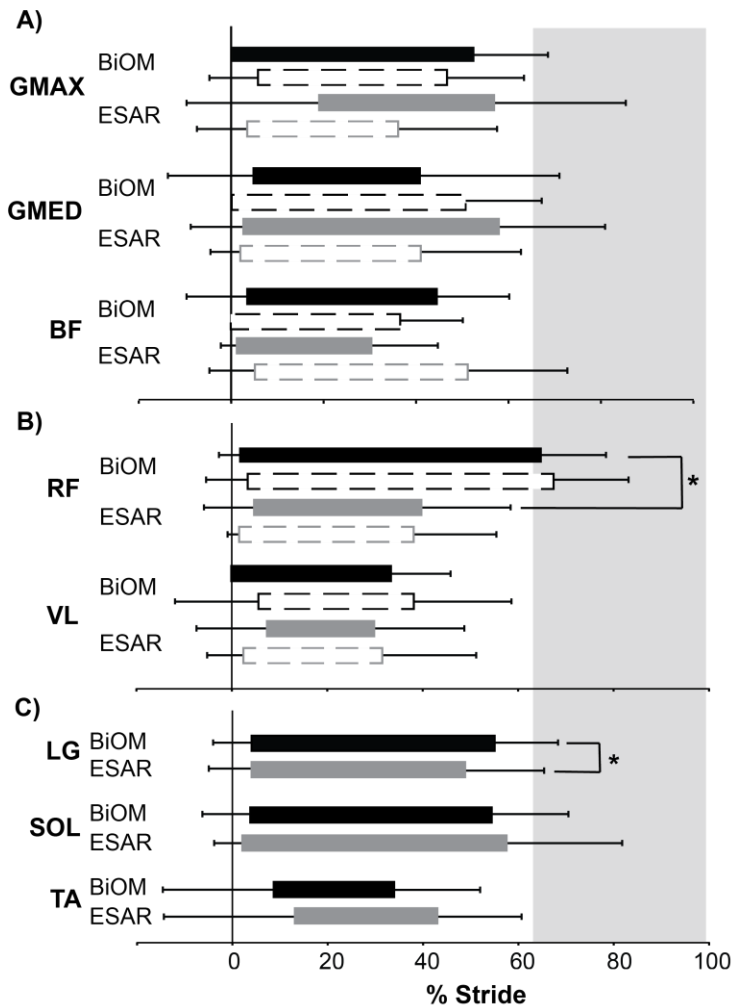 A)
GMAX
BiOM
ESAR
GMED
BiOM
ESAR
BF
BiOM
ESAR
B)
RF
BiOM
ESAR
*
VL
BiOM
ESAR
C)
LG
BiOM
ESAR
*
SOL
BiOM
ESAR
TA
BiOM
ESAR
0 20 40 60 80 100
% Stride